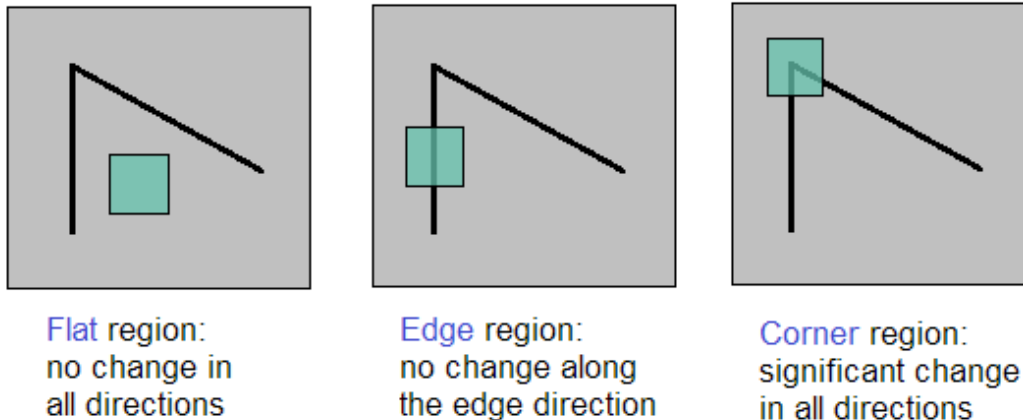 Flat region:
no change in
all directions
Edge region:
no change along
the edge direction
Corner region:
significant change
in all directions